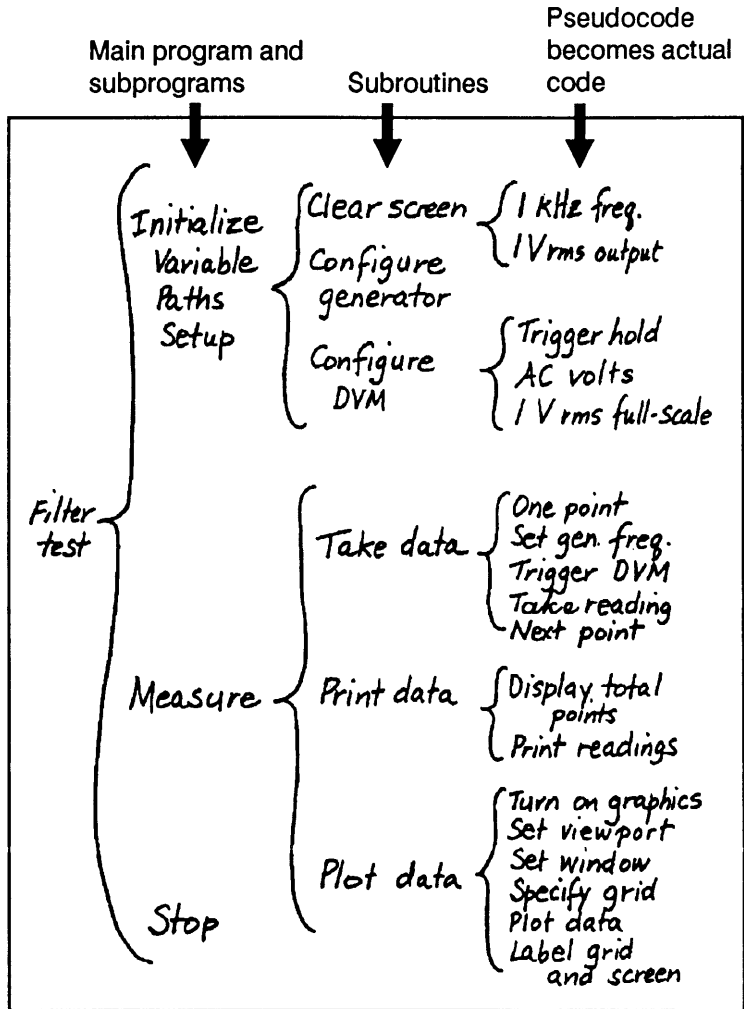 Main program and
subprograms
Subroutines
Pseudocode
becomes actual
code
Filter
test
Initialize
Variable
Paths
Setup
Clear screen
Configure
generator
Configure
DVM
1 kHz freq.
1 V rms output
Trigger hold
AC volts
1 V rms full-scale
Measure
Take data
One point
Set gen. freq.
Trigger DVM
Take reading
Next point
Print data
Display total
points
Print readings
Plot data
Turn on graphics
Set viewport
Set window
Specify grid
Plot data
Label grid
and screen
Stop